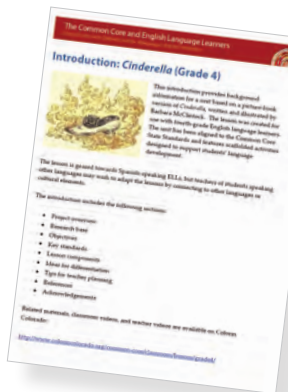 The Common Core and English Language Learners
Introduction: Cinderella (Grade 4)
This introduction provides background
information for a unit based on a picture book
version of Cinderella, written and illustrated by
Barbara McClintock. The lesson was created for
use with fourth-grade English language learners.
The unit has been aligned to the Common Core
State Standards and features scaffolded activities
designed to support students' language
development.
The lesson is geared towards Spanish-speaking ELLs, but teachers of students speaking
other languages may wish to adapt the lessons by connecting to other languages or
cultural elements.
The introduction includes the following sections:
• Project overview
• Research base
• Objectives
• Key standards
• Lesson components
• Ideas for differentiation
• Tips for teacher planning
• References
• Acknowledgements
Related materials, classroom videos, and teacher videos are available on Colorín
Colorado: